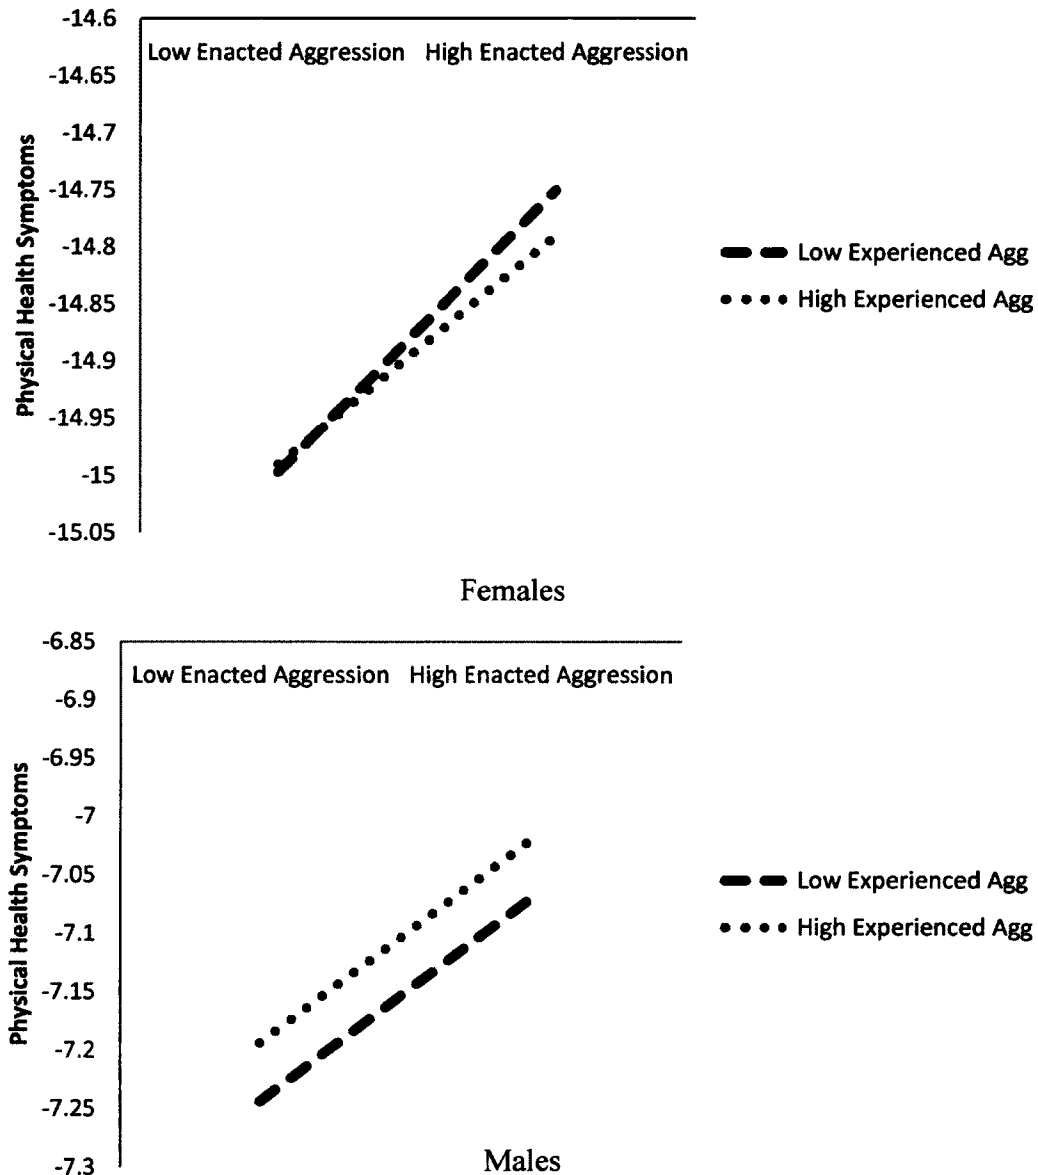 -14.6
Low Enacted Aggression High Enacted Aggression
-14.65
-14.7
-14.75
-14.8
-14.85
-14.9
-14.95
-15
-15.05
Physical Health Symptoms
Low Experienced Agg
High Experienced Agg
Females
-6.85
Low Enacted Aggression High Enacted Aggression
-6.9
-6.95
-7
-7.05
-7.1
-7.15
-7.2
-7.25
-7.3
Physical Health Symptoms
Low Experienced Agg
High Experienced Agg
Males